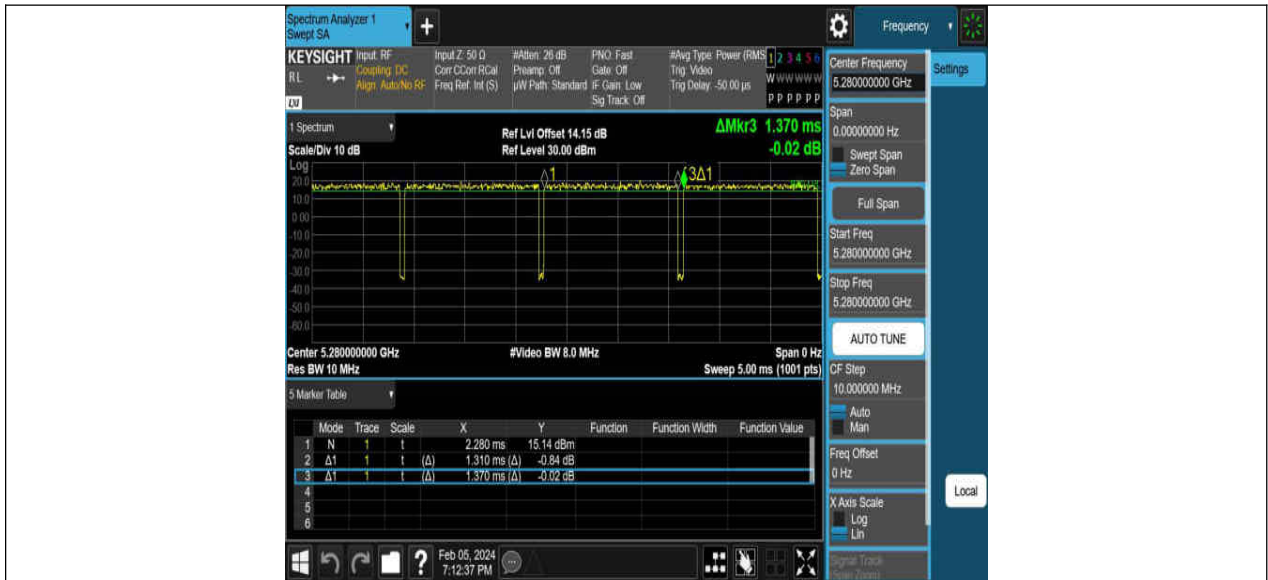 Spectrum Analyzer 1
Swept SA
+
Frequency
KEYSIGHT
RL
LXI
Input: RF
Coupling: DC
Align: Auto/No RF
Input Z: 50 Ω
Corr CCorr RCal
Freq Ref: Int (S)
#Atten: 26 dB
Preamp: Off
µW Path: Standard
PNO: Fast
Gate: Off
IF Gain: Low
Sig Track: Off
#Avg Type: Power (RMS
Trig: Video
Trig Delay: -50.00 µs
1 2 3 4 5 6
W W W W W W
P P P P P P
1 Spectrum
Scale/Div 10 dB
Ref Lvl Offset 14.15 dB
Ref Level 30.00 dBm
ΔMkr3 1.370 ms
-0.02 dB
Log
20.0
10.0
0.00
-10.0
-20.0
-30.0
-40.0
-50.0
-60.0
1
3Δ1
Center 5.280000000 GHz
Res BW 10 MHz
#Video BW 8.0 MHz
Span 0 Hz
Sweep 5.00 ms (1001 pts)
5 Marker Table
Mode Trace Scale X Y Function Function Width Function Value
1 N 1 t 2.280 ms 15.14 dBm
2 Δ1 1 t (Δ) 1.310 ms (Δ) -0.84 dB
3 Δ1 1 t (Δ) 1.370 ms (Δ) -0.02 dB
4
5
6
?
Feb 05, 2024
7:12:37 PM
Center Frequency
5.280000000 GHz
Span
0.00000000 Hz
Swept Span
Zero Span
Full Span
Start Freq
5.280000000 GHz
Stop Freq
5.280000000 GHz
AUTO TUNE
CF Step
10.000000 MHz
Auto
Man
Freq Offset
0 Hz
X Axis Scale
Log
Lin
Signal Track
(Span Zoom)
Settings
Local